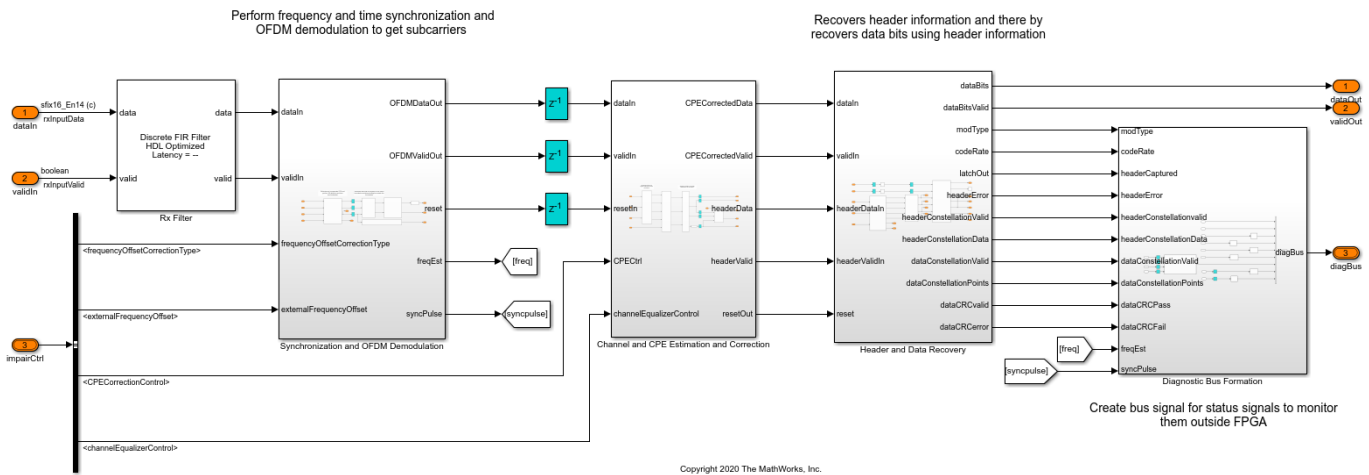 Perform frequency and time synchronization and
OFDM demodulation to get subcarriers
Recovers header information and there by
recovers data bits using header information
1
dataIn
sfix16_En14 (c)
rxInputData
2
validIn
boolean
rxInputValid
data
valid
Discrete FIR Filter
HDL Optimized
Latency = --
data
valid
Rx Filter
3
impairCtrl
<frequencyOffsetCorrectionType>
<externalFrequencyOffset>
<CPECorrectionControl>
<channelEqualizerControl>
dataIn
validIn
frequencyOffsetCorrectionType
externalFrequencyOffset
OFDMDataOut
OFDMValidOut
reset
freqEst
syncPulse
Synchronization and OFDM Demodulation
[freq]
[syncpulse]
z-1
z-1
z-1
dataIn
validIn
resetIn
CPECtrl
channelEqualizerControl
CPECorrectedData
CPECorrectedValid
headerData
headerValid
resetOut
Channel and CPE Estimation and Correction
dataIn
validIn
headerDataIn
headerValidIn
reset
dataBits
dataBitsValid
modType
codeRate
latchOut
headerError
headerConstellationValid
headerConstellationData
dataConstellationValid
dataConstellationPoints
dataCRCvalid
dataCRCerror
Header and Data Recovery
[freq]
[syncpulse]
modType
codeRate
headerCaptured
headerError
headerConstellationvalid
headerConstellationData
dataConstellationValid
dataConstellationPoints
dataCRCPass
dataCRCFail
freqEst
syncPulse
diagBus
Diagnostic Bus Formation
1
dataOut
2
validOut
3
diagBus
Create bus signal for status signals to monitor
them outside FPGA
Copyright 2020 The MathWorks, Inc.